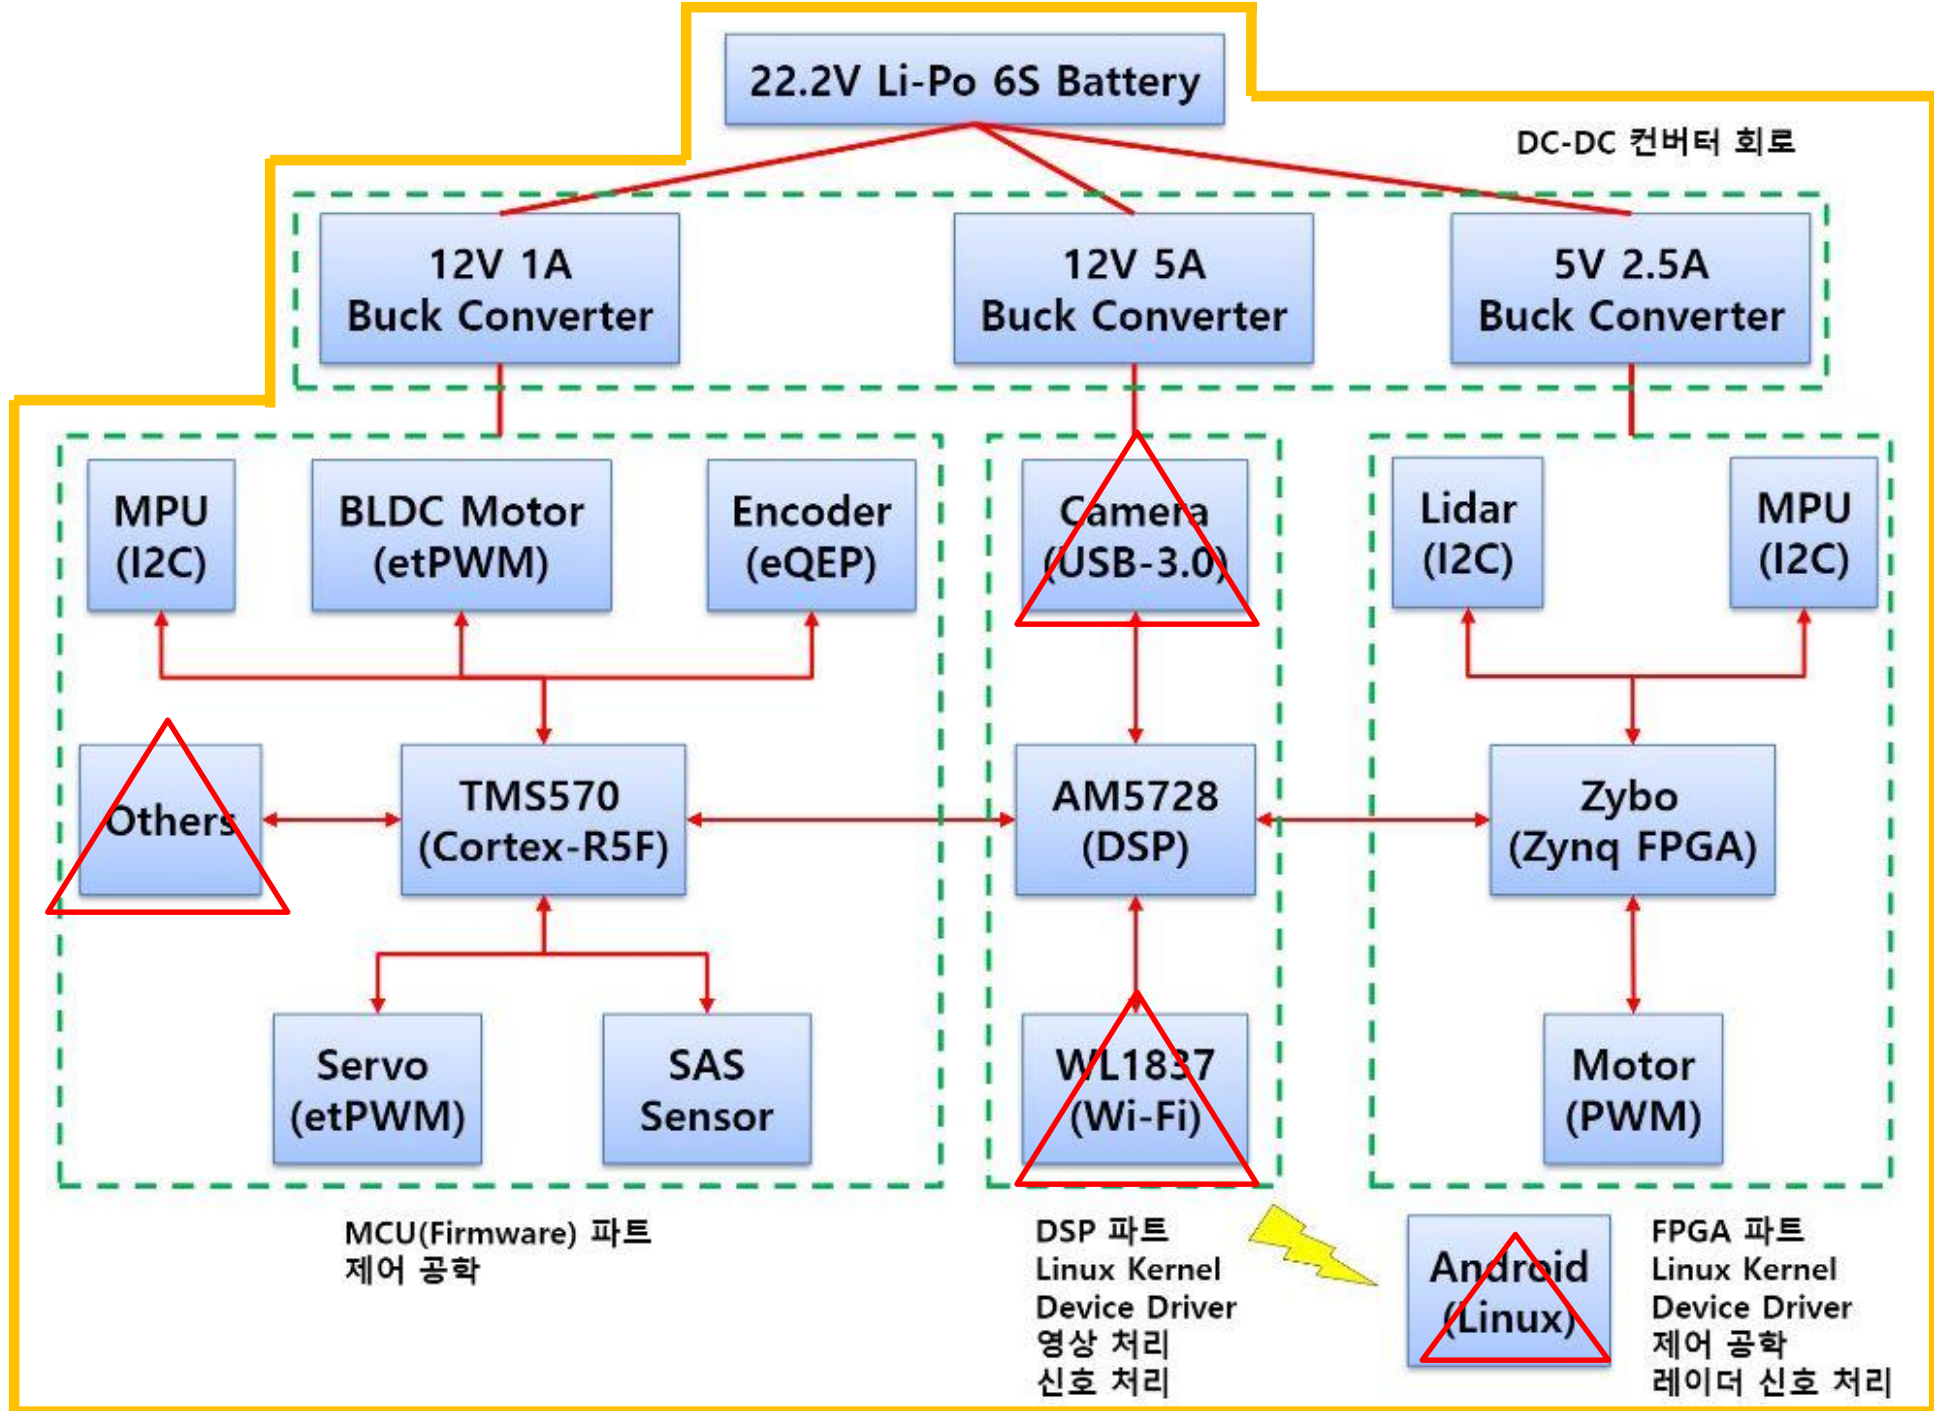 22.2V Li-Po 6S Battery
DC-DC 컨버터 회로
12V 1A
Buck Converter
12V 5A
Buck Converter
5V 2.5A
Buck Converter
MPU
(I2C)
BLDC Motor
(etPWM)
Encoder
(eQEP)
Camera
(USB-3.0)
Lidar
(I2C)
MPU
(I2C)
Others
TMS570
(Cortex-R5F)
AM5728
(DSP)
Zybo
(Zynq FPGA)
Servo
(etPWM)
SAS
Sensor
WL1837
(Wi-Fi)
Motor
(PWM)
MCU(Firmware) 파트
제어 공학
DSP 파트
Linux Kernel
Device Driver
영상 처리
신호 처리
Android
(Linux)
FPGA 파트
Linux Kernel
Device Driver
제어 공학
레이더 신호 처리